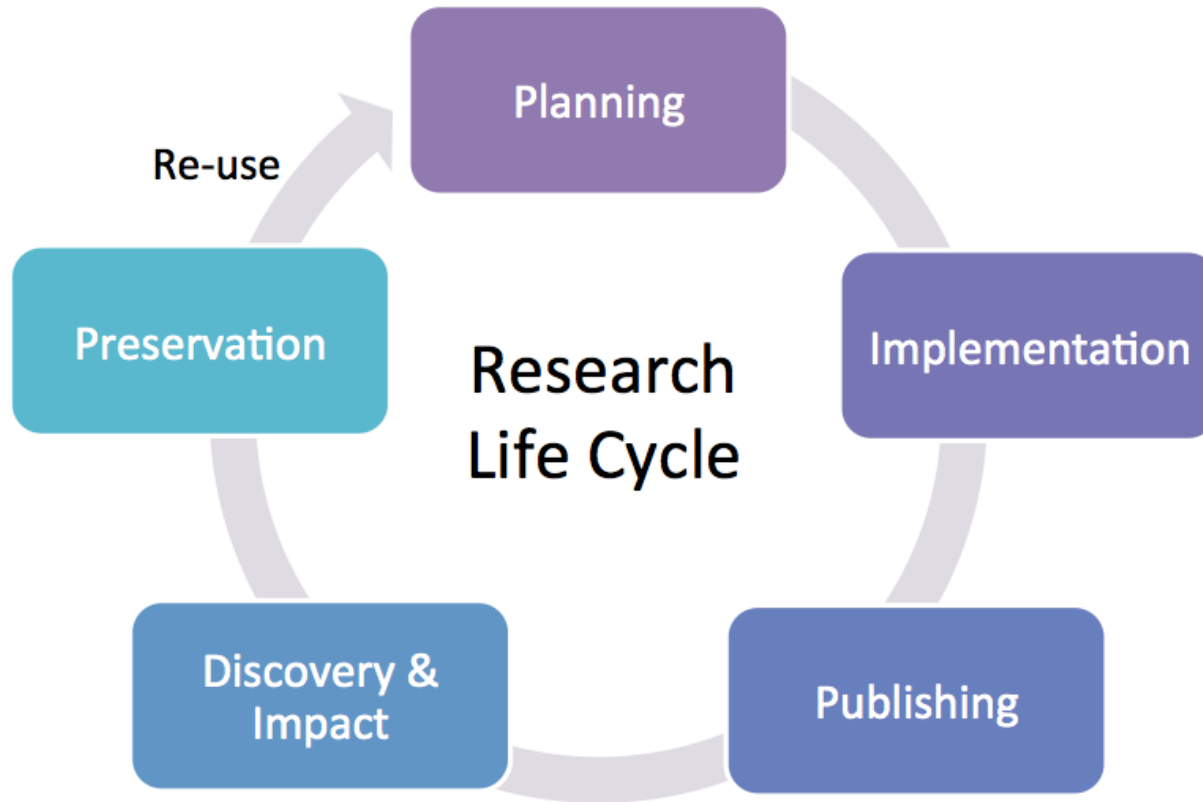 Planning
Re-use
Preservation
Implementation
Research
Life Cycle
Discovery &
Impact
Publishing